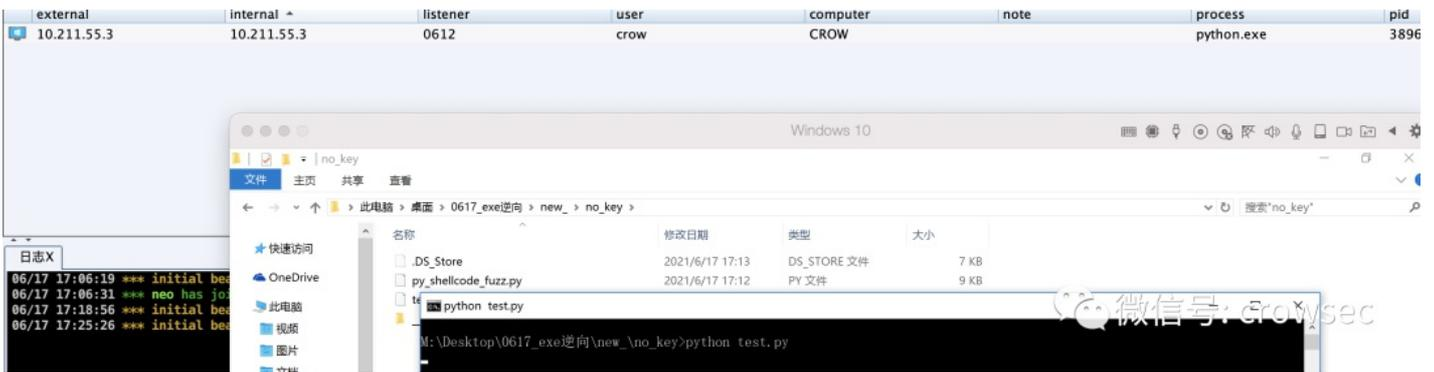 external internal listener user computer note process pid
10.211.55.3 10.211.55.3 0612 crow CROW python.exe 3896
Windows 10
no_key
文件 主页 共享 查看
此电脑 > 桌面 > 0617_exe逆向 > new_ > no_key >
搜索"no_key"
名称 修改日期 类型 大小
快速访问
.DS_Store 2021/6/17 17:13 DS_STORE 文件 7 KB
OneDrive
py_shellcode_fuzz.py 2021/6/17 17:12 PY 文件 9 KB
此电脑
视频
图片
python test.py
微信号: crowsec
M:\Desktop\0617_exe逆向\new_\no_key>python test.py
日志X
06/17 17:06:19 *** initial bea
06/17 17:06:31 *** neo has joi
06/17 17:18:56 *** initial bea
06/17 17:25:26 *** initial bea